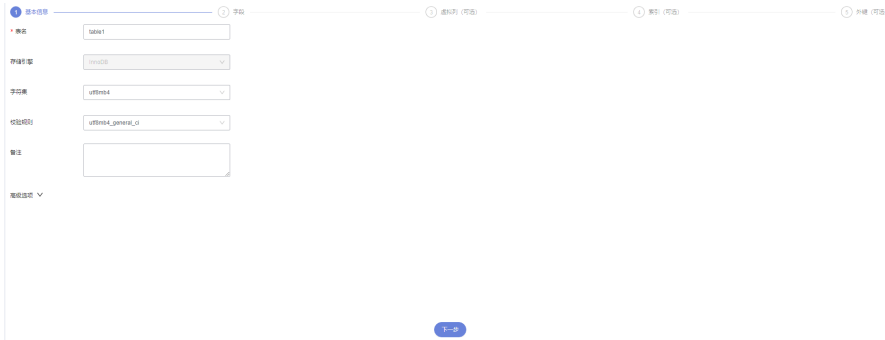 1 基本信息
2 字段
3 虚拟列（可选）
4 索引（可选）
5 外键（可选
* 表名
table1
存储引擎
InnoDB
字符集
utf8mb4
校验规则
utf8mb4_general_ci
备注
高级选项
下一步